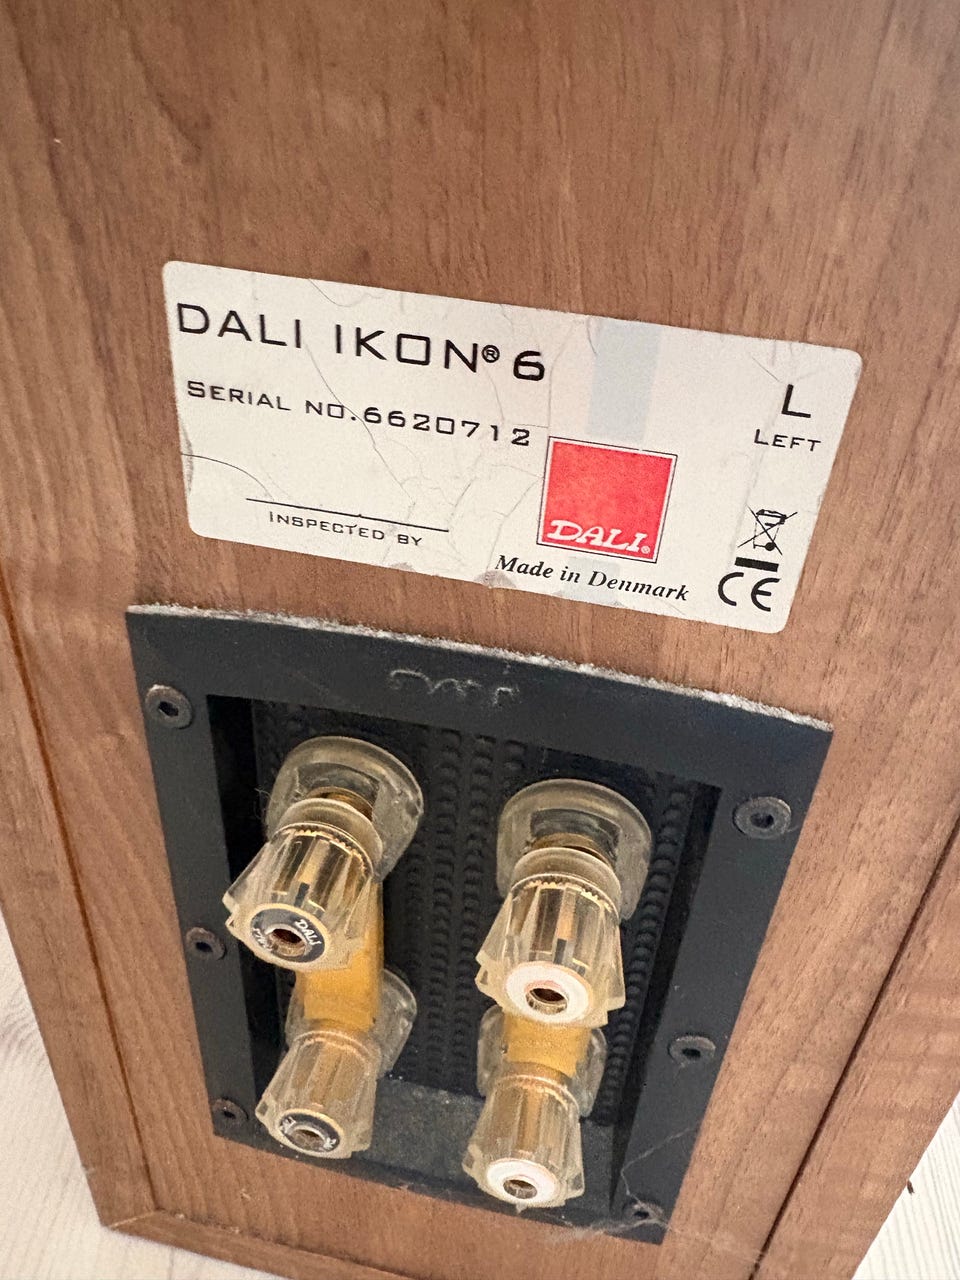 DALI IKON® 6
SERIAL NO.6620712
L
LEFT
INSPECTED BY
DALI®
Made in Denmark
CE
DALI